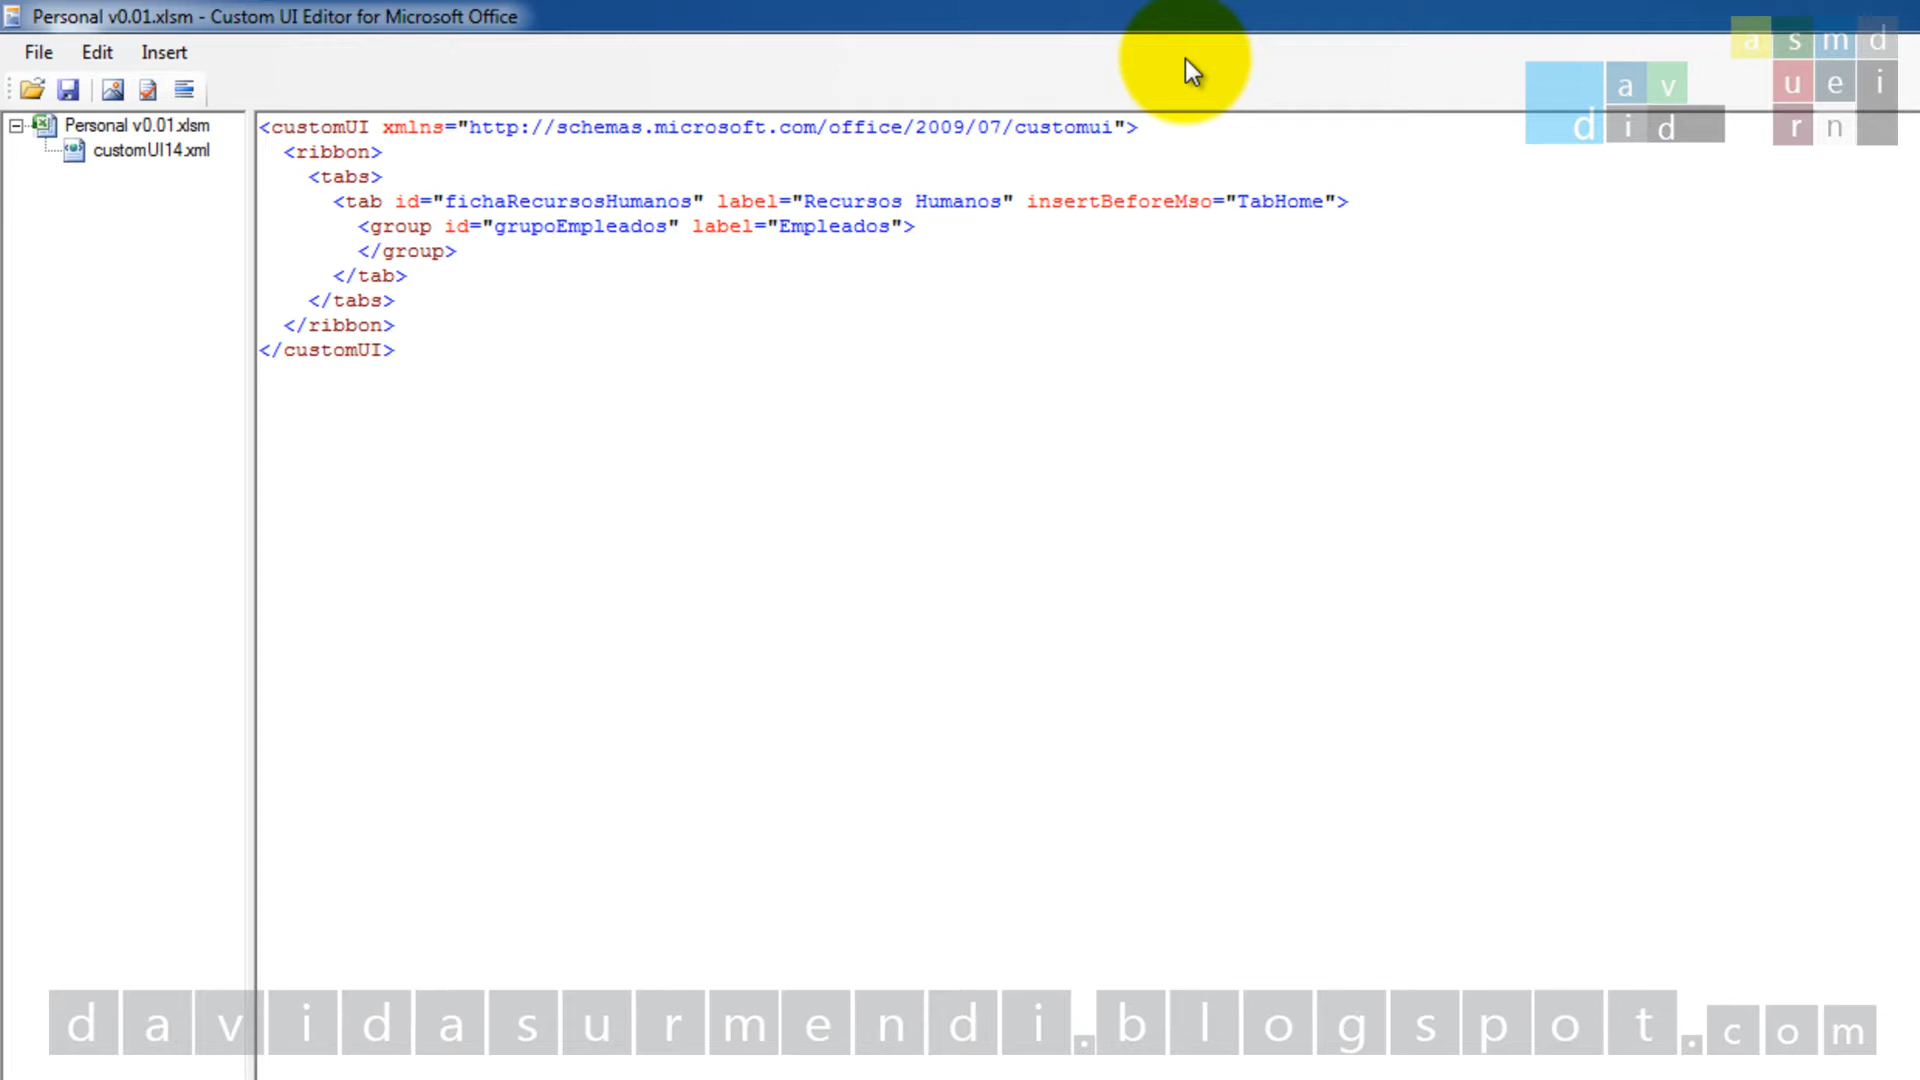 Personal v0.01.xlsm - Custom UI Editor for Microsoft Office
File Edit Insert
Personal v0.01.xlsm
customUI14.xml
<customUI xmlns="http://schemas.microsoft.com/office/2009/07/customui">
<ribbon>
<tabs>
<tab id="fichaRecursosHumanos" label="Recursos Humanos" insertBeforeMso="TabHome">
<group id="grupoEmpleados" label="Empleados">
</group>
</tab>
</tabs>
</ribbon>
</customUI>
david
asurmendi
davidasurmendi.blogspot.com